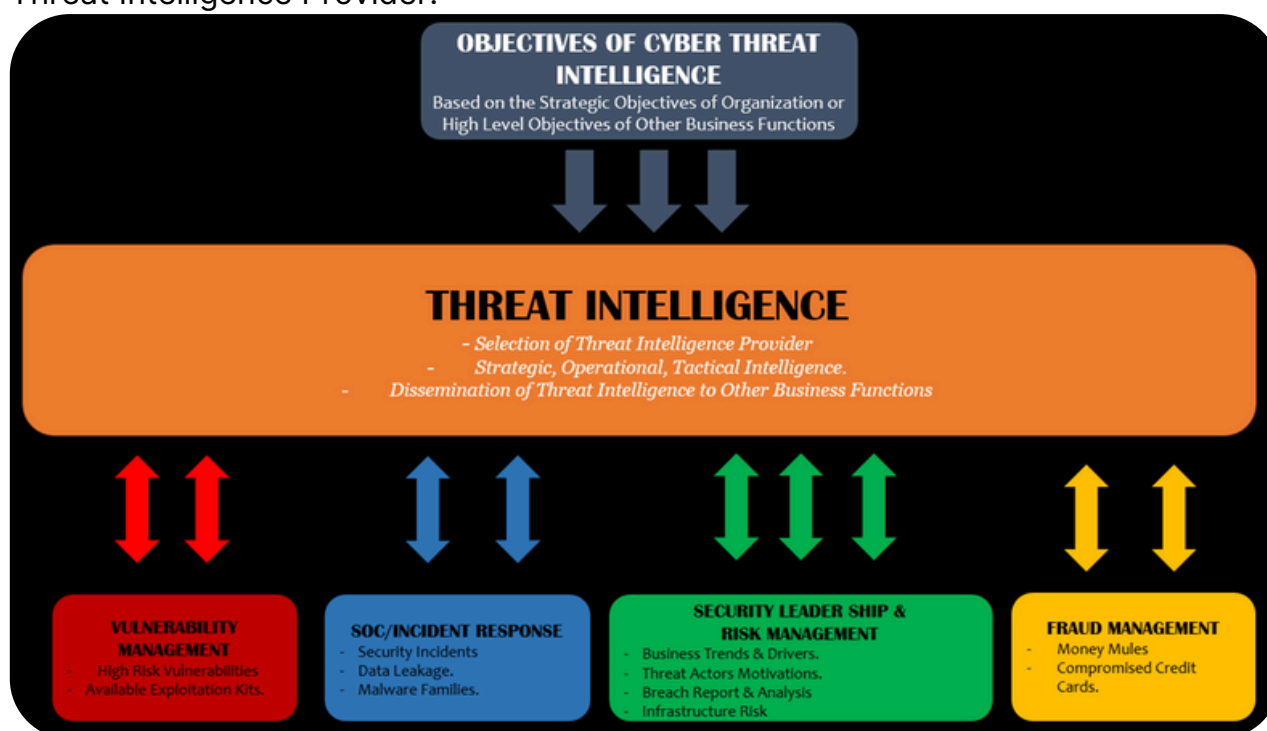 Threat Intelligence Provider.
OBJECTIVES OF CYBER THREAT
INTELLIGENCE
Based on the Strategic Objectives of Organization or
High Level Objectives of Other Business Functions
THREAT INTELLIGENCE
- Selection of Threat Intelligence Provider
- Strategic, Operational, Tactical Intelligence.
- Dissemination of Threat Intelligence to Other Business Functions
VULNERABILITY
MANAGEMENT
- High Risk Vulnerabilities
- Available Exploitation Kits.
SOC/INCIDENT RESPONSE
- Security Incidents
- Data Leakage.
- Malware Families.
SECURITY LEADER SHIP &
RISK MANAGEMENT
- Business Trends & Drivers.
- Threat Actors Motivations.
- Breach Report & Analysis
- Infrastructure Risk
FRAUD MANAGEMENT
- Money Mules
- Compromised Credit
Cards.